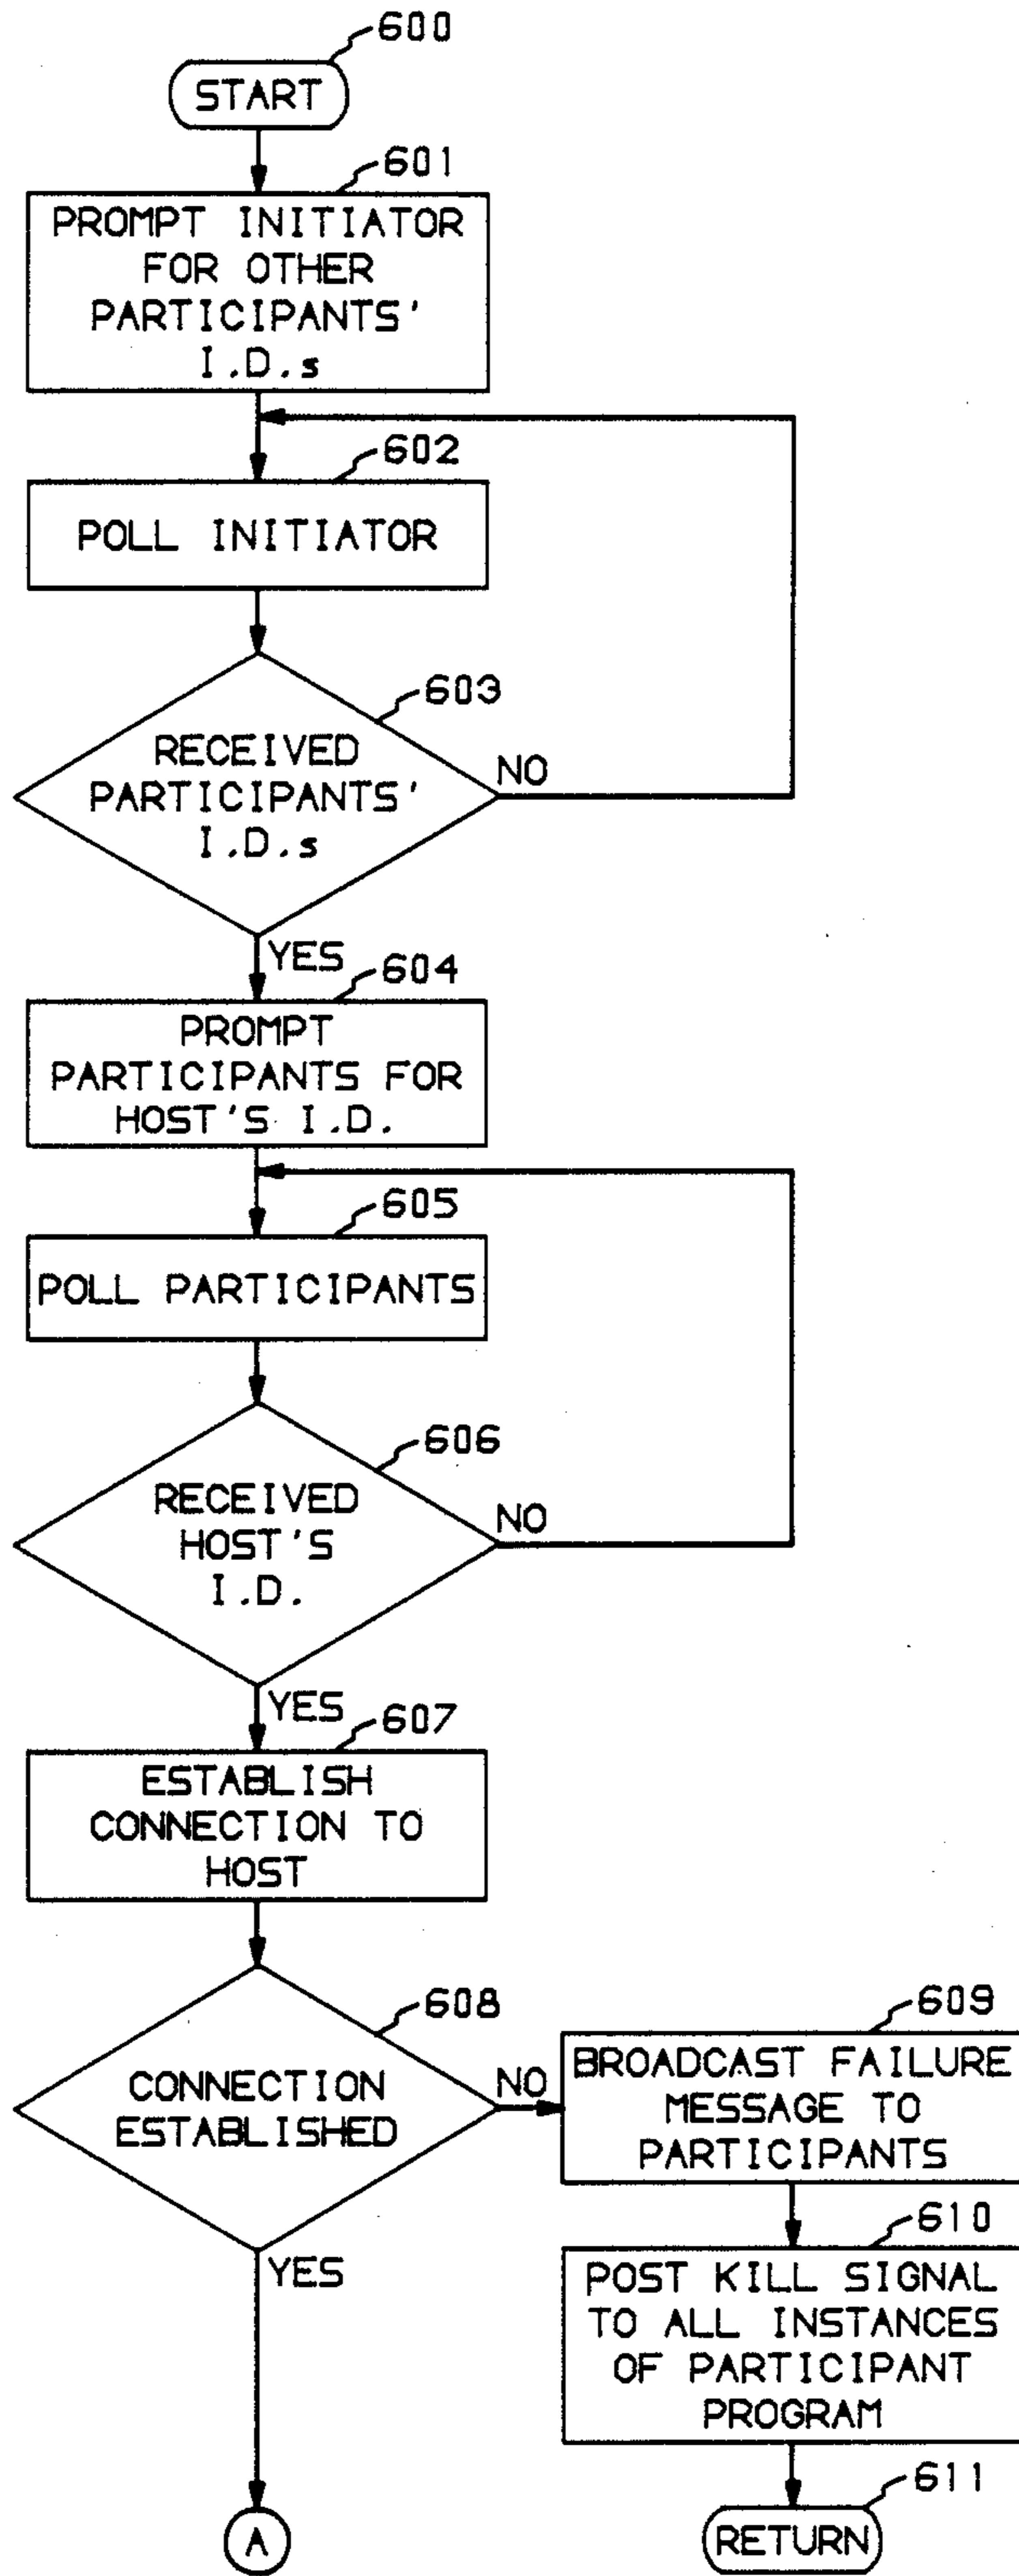 600
START
601
PROMPT INITIATOR
FOR OTHER
PARTICIPANTS'
I.D.s
602
POLL INITIATOR
603
RECEIVED
PARTICIPANTS'
I.D.s
NO
YES
604
PROMPT
PARTICIPANTS FOR
HOST'S I.D.
605
POLL PARTICIPANTS
606
RECEIVED
HOST'S
I.D.
NO
YES
607
ESTABLISH
CONNECTION TO
HOST
608
CONNECTION
ESTABLISHED
NO
YES
609
BROADCAST FAILURE
MESSAGE TO
PARTICIPANTS
610
POST KILL SIGNAL
TO ALL INSTANCES
OF PARTICIPANT
PROGRAM
611
RETURN
A